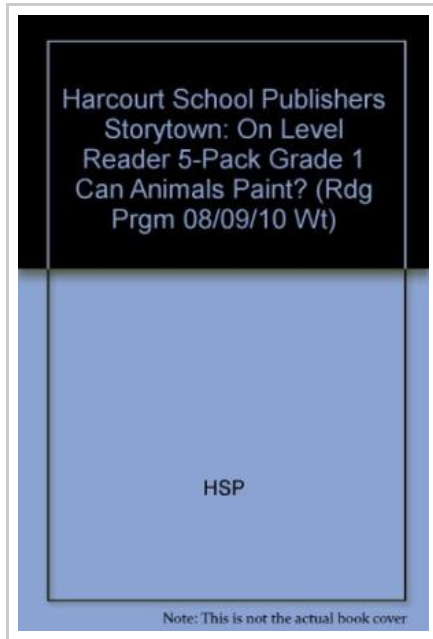 Harcourt School Publishers
Storytown: On Level
Reader 5-Pack Grade 1
Can Animals Paint? (Rdg
Prgm 08/09/10 Wt)
HSP
Note: This is not the actual book cover